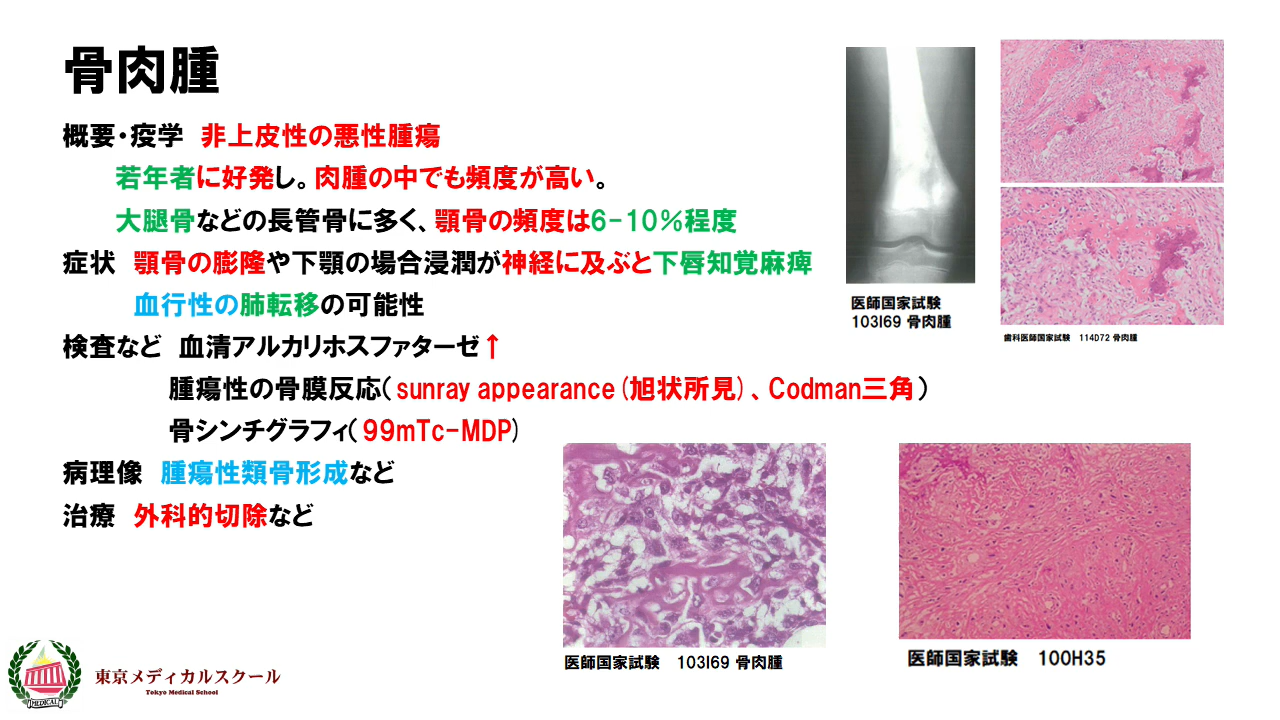 骨肉腫
概要・疫学　非上皮性の悪性腫瘍
若年者に好発し。肉腫の中でも頻度が高い。
大腿骨などの長管骨に多く、顎骨の頻度は6-10%程度
症状　顎骨の膨隆や下顎の場合浸潤が神経に及ぶと下唇知覚麻痺
血行性の肺転移の可能性
検査など　血清アルカリホスファターゼ↑
腫瘍性の骨膜反応（sunray appearance（旭状所見）、Codman三角）
骨シンチグラフィ（99mTc-MDP）
病理像　腫瘍性類骨形成など
治療　外科的切除など
医師国家試験
103I69 骨肉腫
歯科医師国家試験　114D72 骨肉腫
医師国家試験　103I69 骨肉腫
医師国家試験　100H35
MEDICAL
東京メディカルスクール
Tokyo Medical School